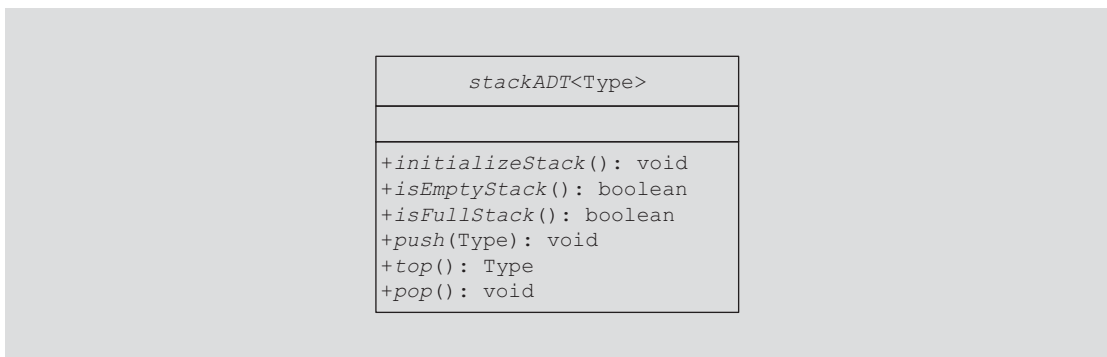 stackADT<Type>
+initializeStack(): void
+isEmptyStack(): boolean
+isFullStack(): boolean
+push(Type): void
+top(): Type
+pop(): void